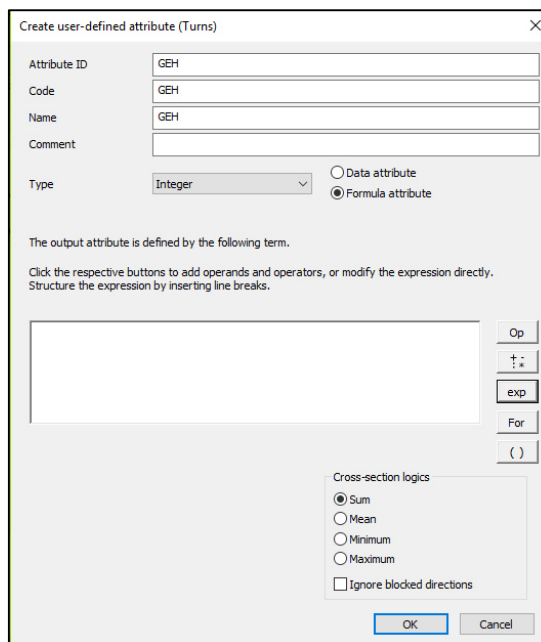 Create user-defined attribute (Turns)
Attribute ID GEH
Code GEH
Name GEH
Comment
Type Integer
Data attribute
Formula attribute
The output attribute is defined by the following term.
Click the respective buttons to add operands and operators, or modify the expression directly.
Structure the expression by inserting line breaks.
Op
+ -
: *
exp
For
( )
Cross-section logics
Sum
Mean
Minimum
Maximum
Ignore blocked directions
OK Cancel